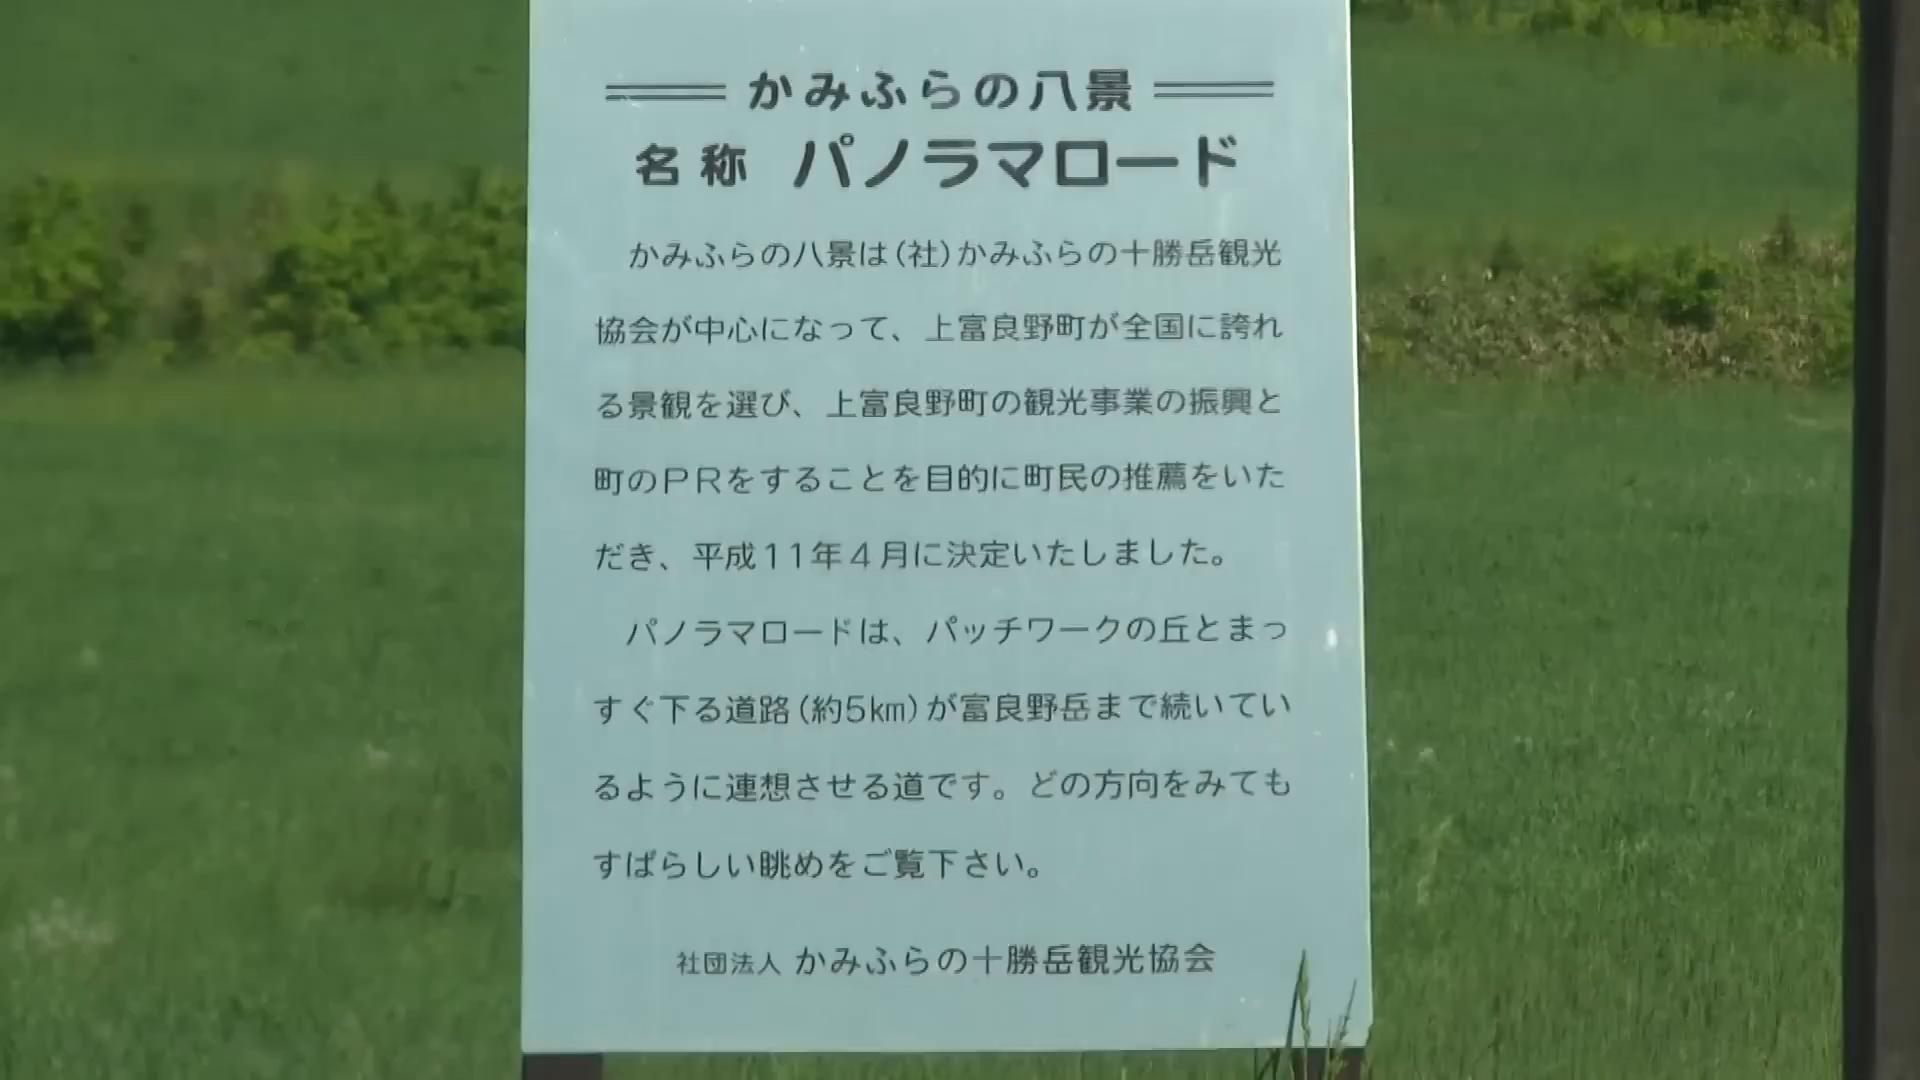 かみふらの八景
名称 パノラマロード
かみふらの八景は(社)かみふらの十勝岳観光
協会が中心になって、上富良野町が全国に誇れ
る景観を選び、上富良野町の観光事業の振興と
町のPRをすることを目的に町民の推薦をいた
だき、平成11年4月に決定いたしました。
パノラマロードは、パッチワークの丘とまっ
すぐ下る道路(約5km)が富良野岳まで続いてい
るように連想させる道です。どの方向をみても
すばらしい眺めをご覧下さい。
社団法人 かみふらの十勝岳観光協会